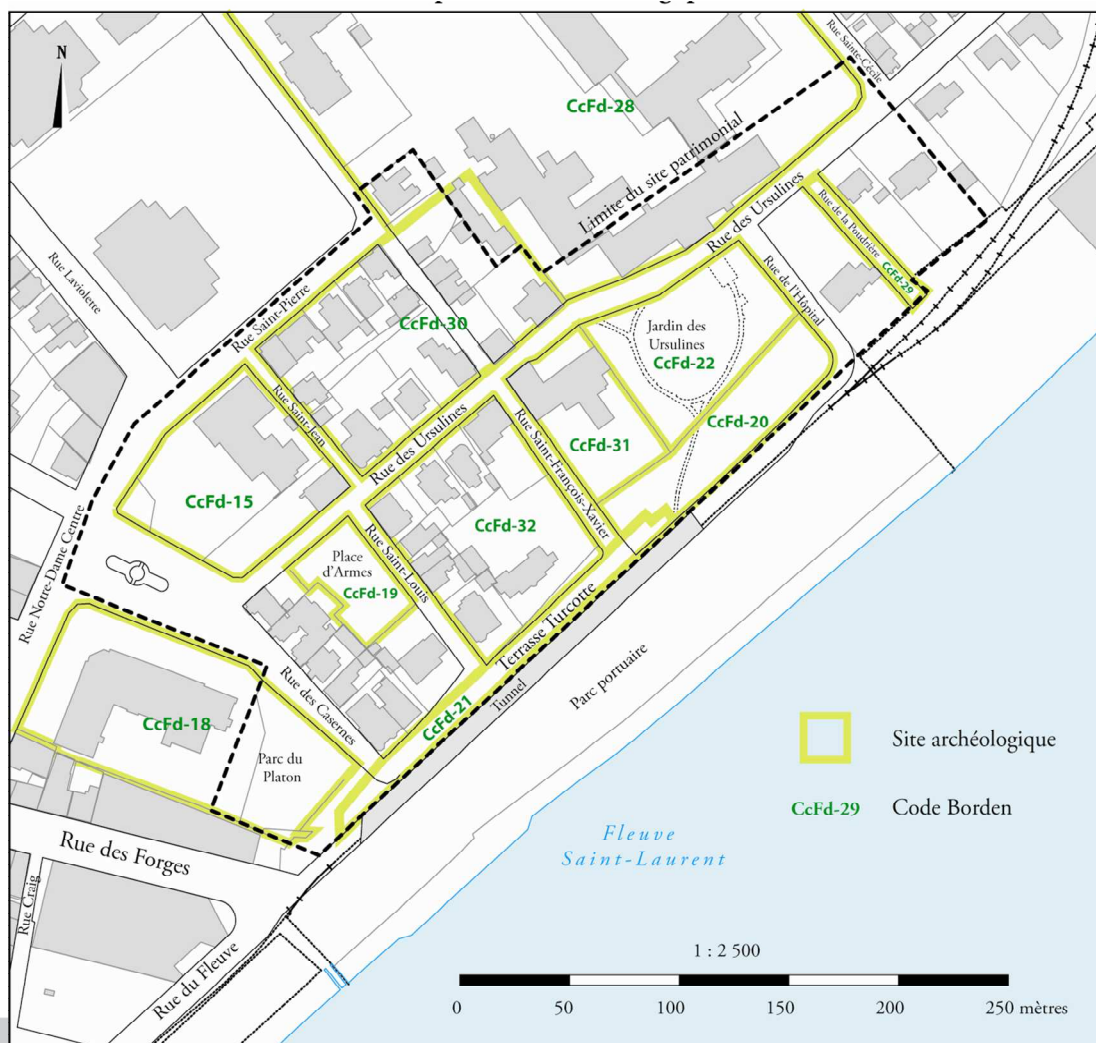 N
Rue Sainte-Cécile
CcFd-28
Limite du site patrimonial
Rue des Ursulines
Rue de la Poudrière
CcFd-29
Rue Laviolette
Rue Saint-Pierre
CcFd-30
Rue de l'Hôpital
Jardin des
Ursulines
CcFd-22
Rue Saint-Jean
Rue des Ursulines
CcFd-20
CcFd-31
Rue Saint-François-Xavier
CcFd-15
CcFd-32
Rue Notre-Dame Centre
Place
d'Armes
CcFd-19
Rue Saint-Louis
Terrasse Turcotte
Tunnel
Parc portuaire
Rue des Casernes
CcFd-21
CcFd-18
Parc du
Platon
Site archéologique
CcFd-29
Code Borden
Rue des Forges
Fleuve
Saint-Laurent
Rue Craig
Rue du Fleuve
1 : 2 500
0 50 100 150 200 250 mètres